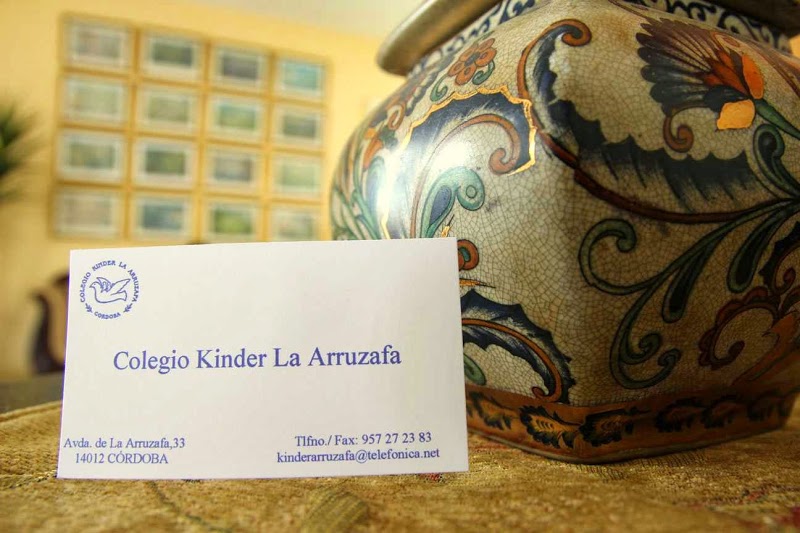 COLEGIO KINDER LA ARRUZAFA
CÓRDOBA
Colegio Kinder La Arruzafa
Avda. de La Arruzafa,33
14012 CÓRDOBA
Tlfno./ Fax: 957 27 23 83
kinderarruzafa@telefonica.net